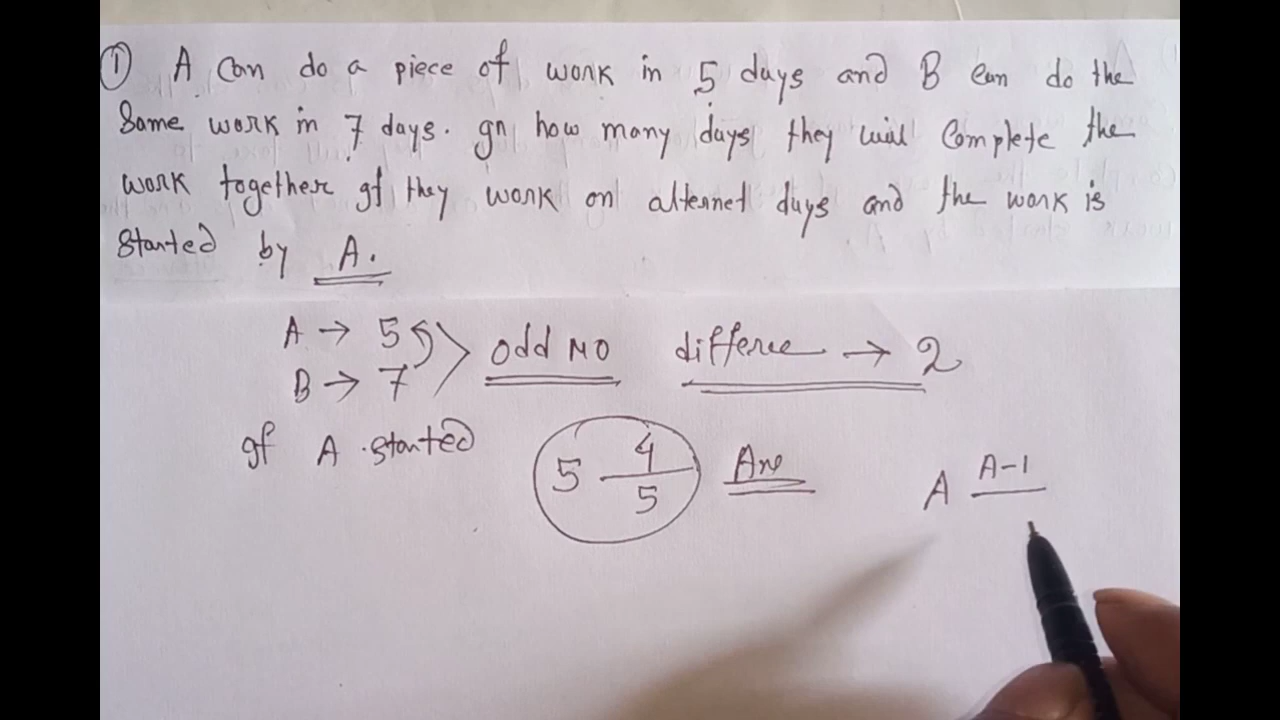 ① A can do a piece of work in 5 days and B can do the
Same work in 7 days. In how many days they will Complete the
work together If they work on alternet days and the work is
Started by A.
A → 5
B → 7
Odd NO
differce → 2
If A started
5 4/5 Ans
A A-1